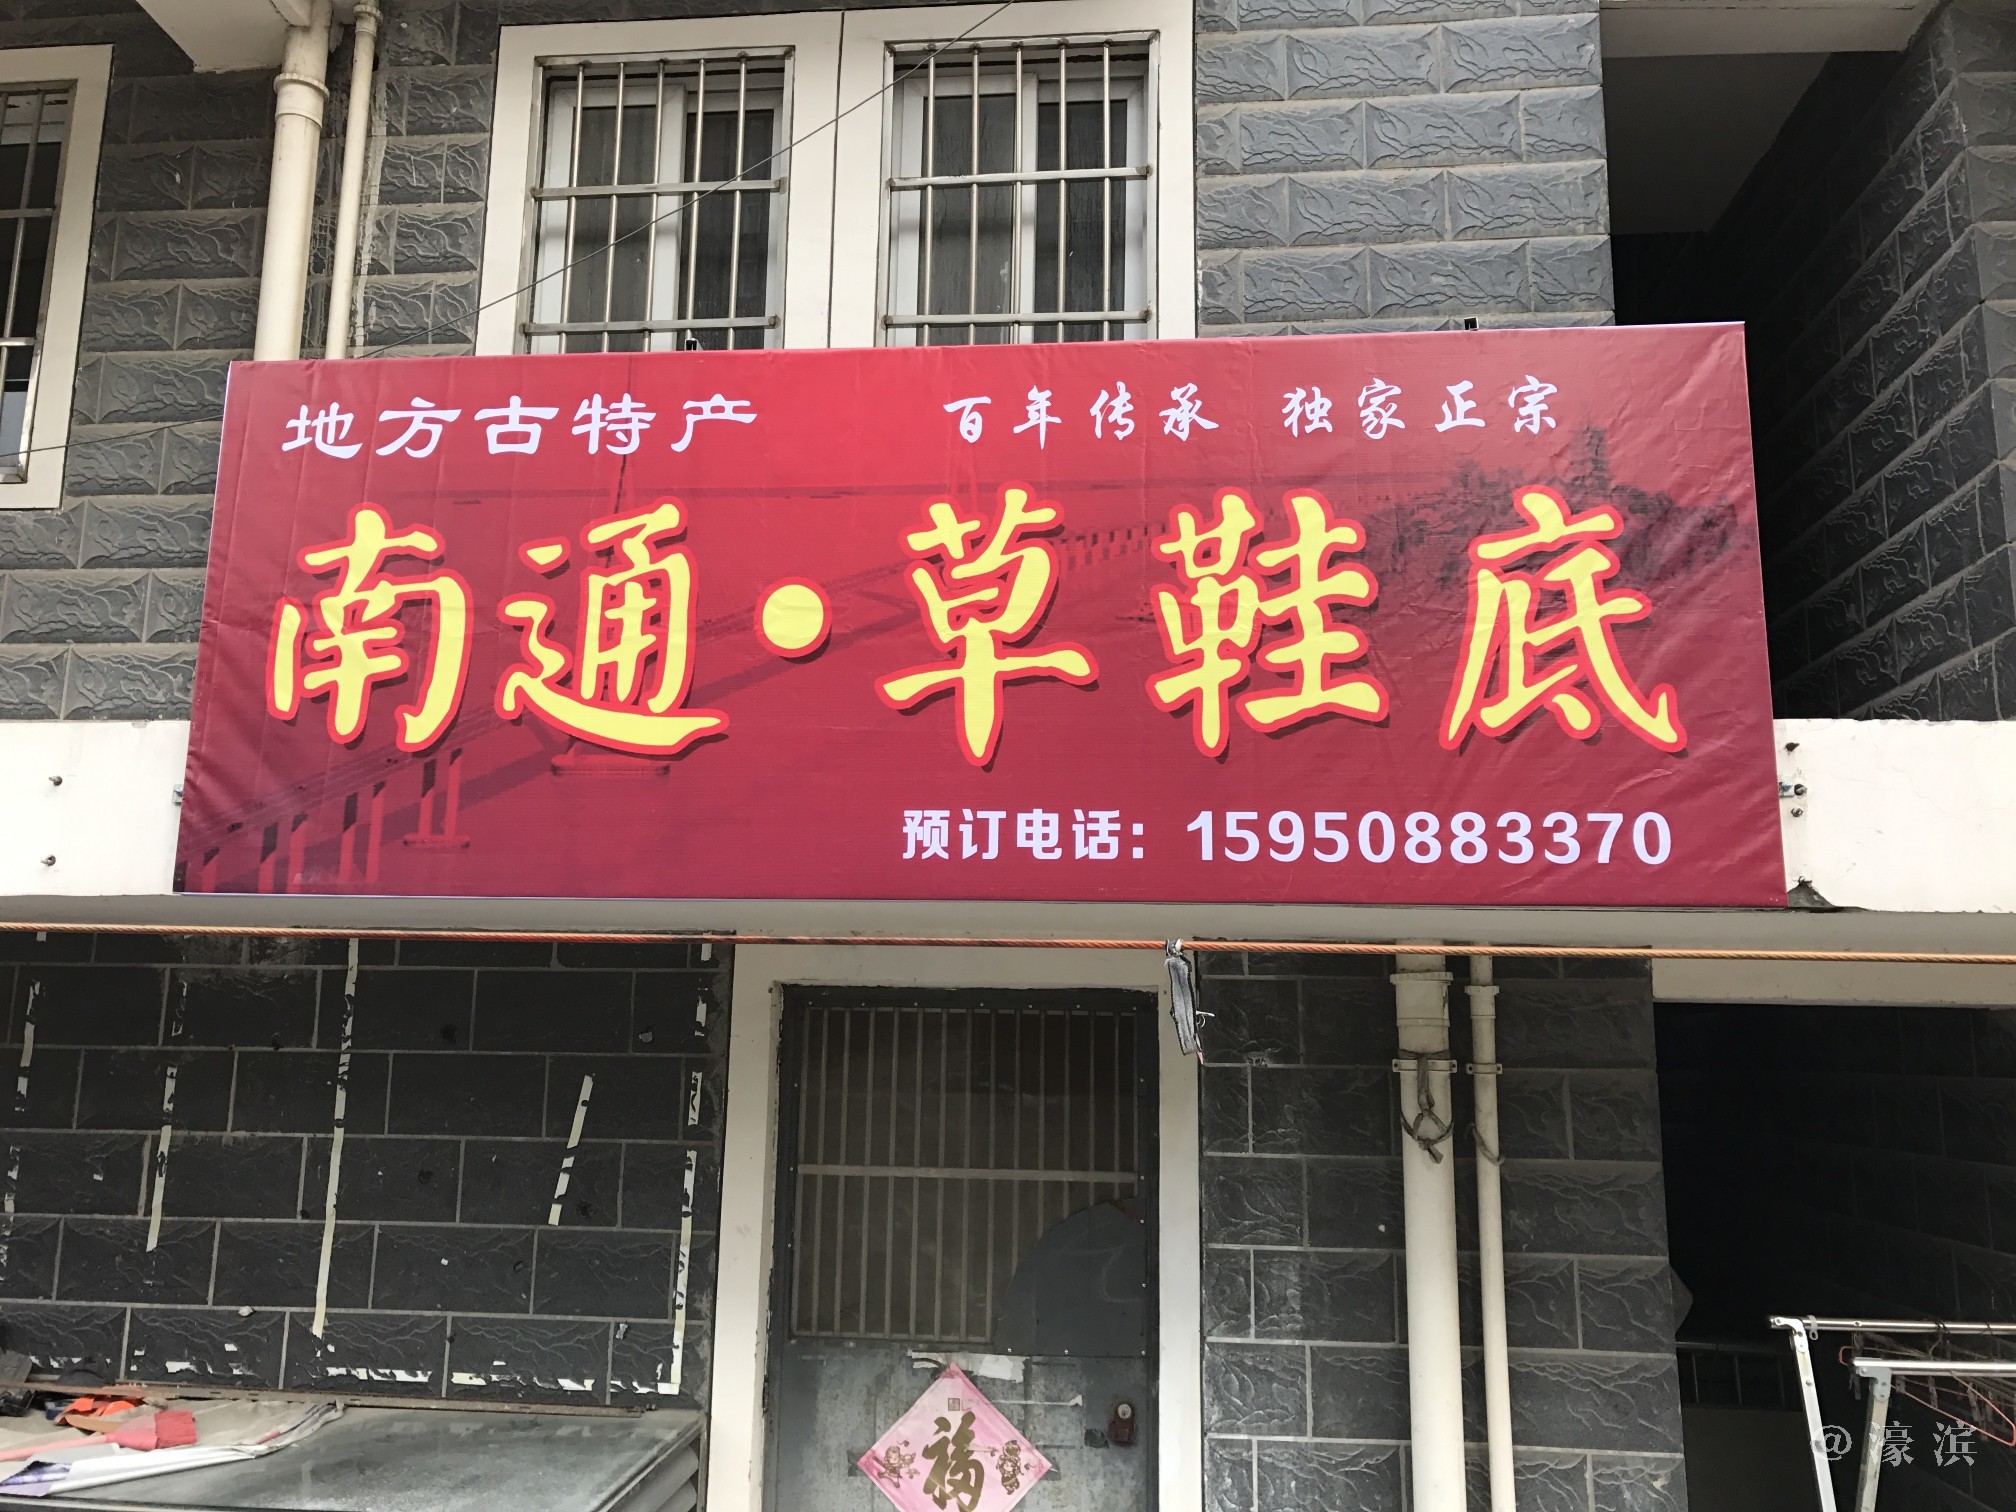 地方古特产
百年传承 独家正宗
南通·草鞋底
预订电话：15950883370
福
@濠滨